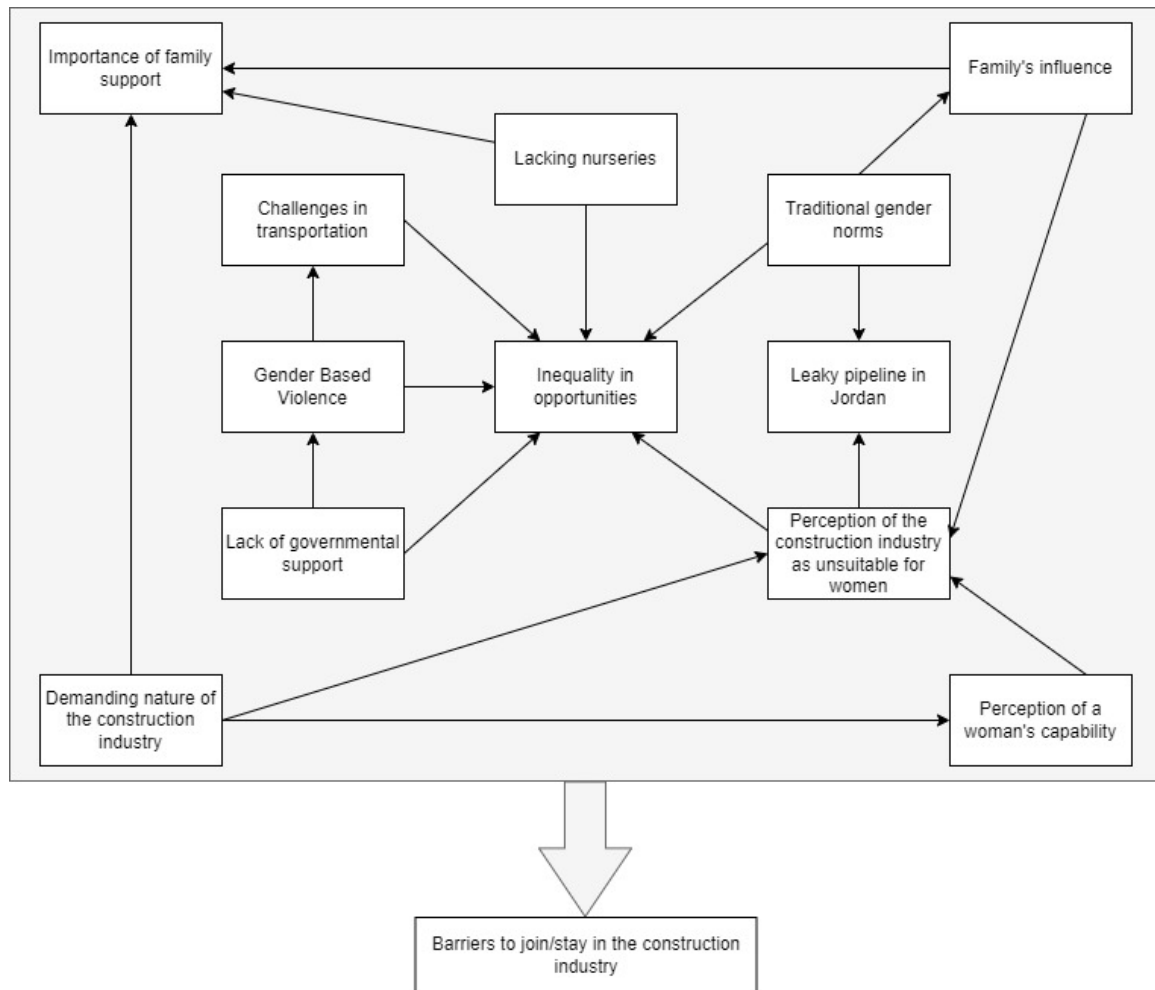 Importance of family
support
Family's influence
Lacking nurseries
Challenges in
transportation
Traditional gender
norms
Gender Based
Violence
Inequality in
opportunities
Leaky pipeline in
Jordan
Lack of governmental
support
Perception of the
construction industry
as unsuitable for
women
Demanding nature of
the construction
industry
Perception of a
woman's capability
Barriers to join/stay in the construction
industry